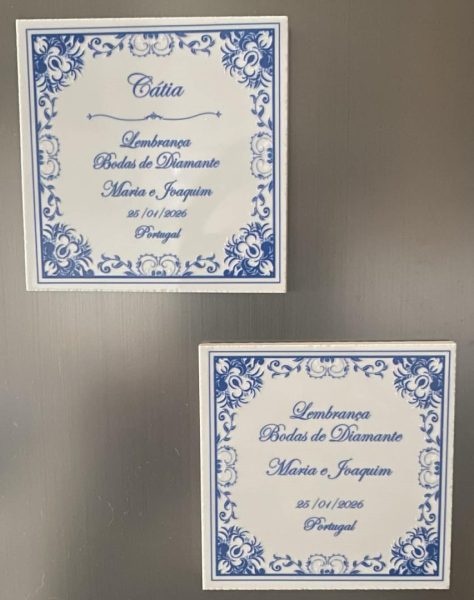 Cátia
Lembrança
Bodas de Diamante
Maria e Joaquim
25/01/2026
Portugal
Lembrança
Bodas de Diamante
Maria e Joaquim
25/01/2026
Portugal